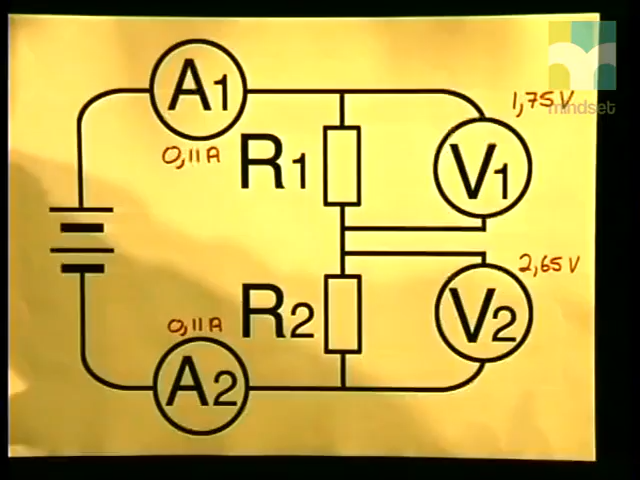 A1
0,11A
R1
1,75V
V1
mindset
2,65V
R2
V2
0,11A
A2